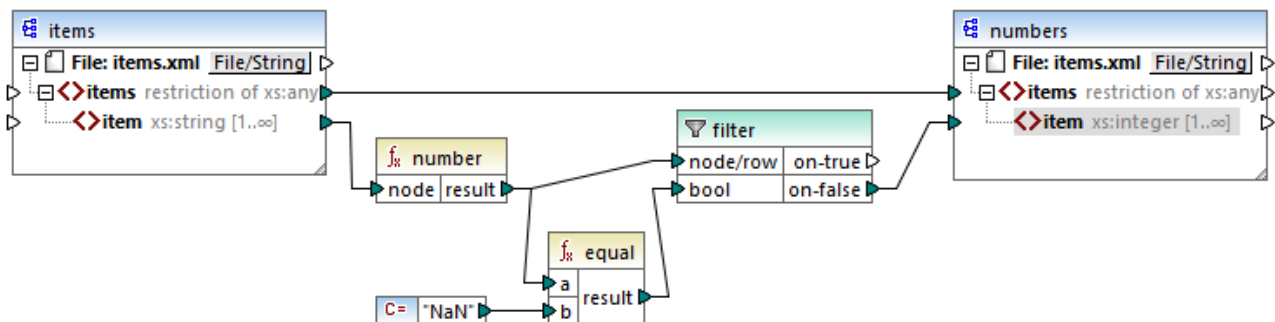 items
File: items.xml File/String
items restriction of xs:any
item xs:string [1..∞]
fx number
node result
filter
node/row on-true
bool on-false
fx equal
a
result
b
C= "NaN"
numbers
File: items.xml File/String
items restriction of xs:any
item xs:integer [1..∞]